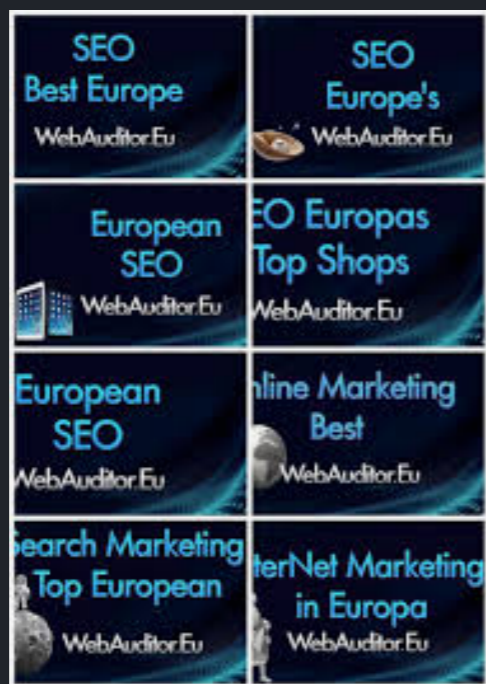 SEO
Best Europe
WebAuditor.Eu
SEO
Europe's
WebAuditor.Eu
European
SEO
WebAuditor.Eu
EO Europas
Top Shops
WebAuditor.Eu
European
SEO
WebAuditor.Eu
nline Marketing
Best
WebAuditor.Eu
Search Marketing
Top European
WebAuditor.Eu
terNet Marketing
in Europa
WebAuditor.Eu